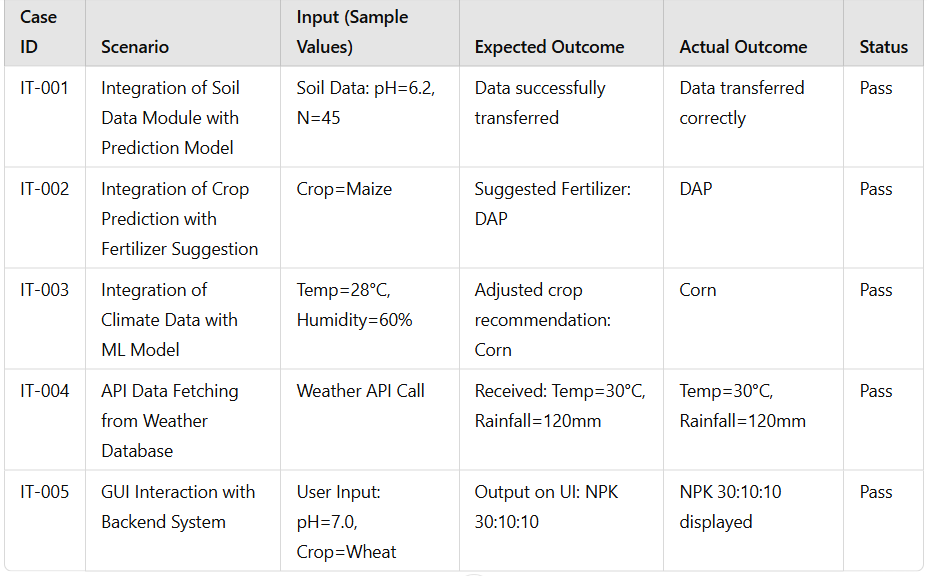 Case ID Scenario Input (Sample Values) Expected Outcome Actual Outcome Status
IT-001 Integration of Soil Data Module with Prediction Model Soil Data: pH=6.2, N=45 Data successfully transferred Data transferred correctly Pass
IT-002 Integration of Crop Prediction with Fertilizer Suggestion Crop=Maize Suggested Fertilizer: DAP DAP Pass
IT-003 Integration of Climate Data with ML Model Temp=28°C, Humidity=60% Adjusted crop recommendation: Corn Corn Pass
IT-004 API Data Fetching from Weather Database Weather API Call Received: Temp=30°C, Rainfall=120mm Temp=30°C, Rainfall=120mm Pass
IT-005 GUI Interaction with Backend System User Input: pH=7.0, Crop=Wheat Output on UI: NPK 30:10:10 NPK 30:10:10 displayed Pass